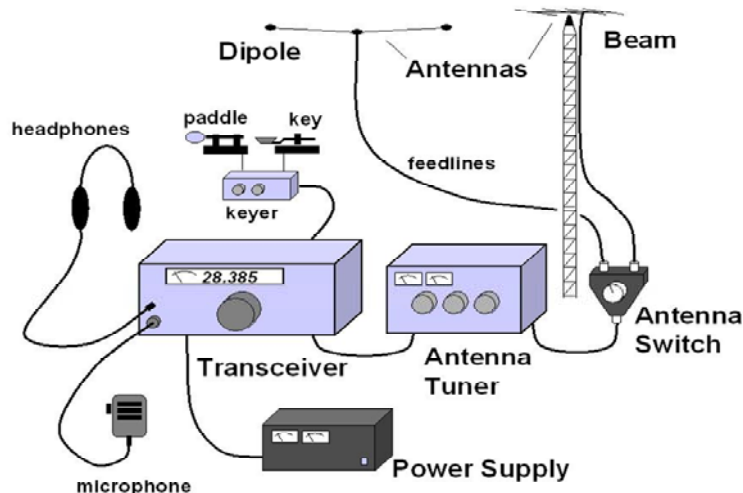 Dipole
Antennas
Beam
headphones
paddle
key
feedlines
keyer
28,385
Transceiver
Antenna
Tuner
Antenna
Switch
Power Supply
microphone